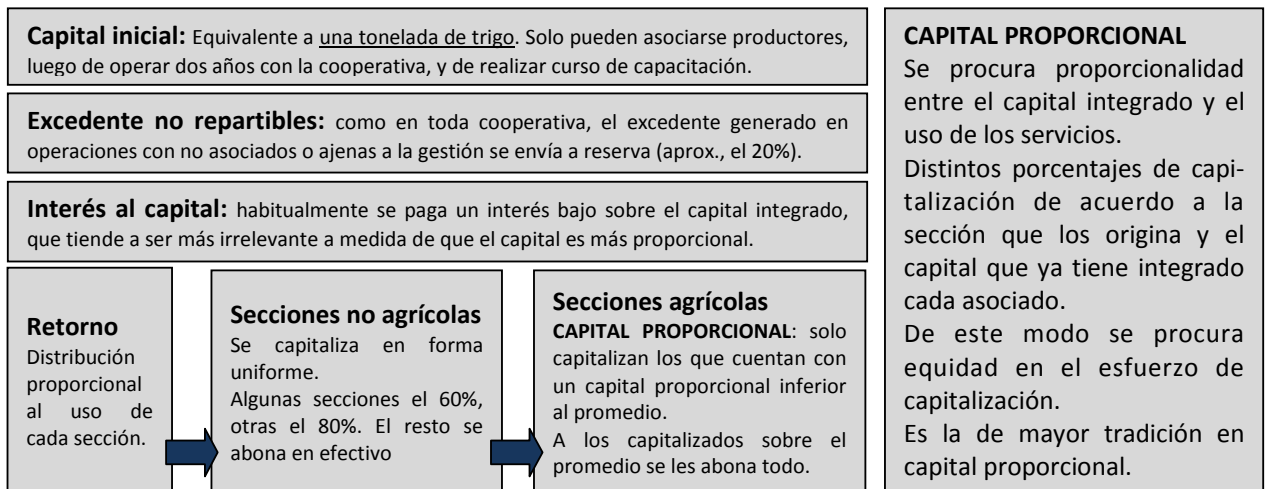 Capital inicial: Equivalente a una tonelada de trigo. Solo pueden asociarse productores,
luego de operar dos años con la cooperativa, y de realizar curso de capacitación.
Excedente no repartibles: como en toda cooperativa, el excedente generado en
operaciones con no asociados o ajenas a la gestión se envía a reserva (aprox., el 20%).
Interés al capital: habitualmente se paga un interés bajo sobre el capital integrado,
que tiende a ser más irrelevante a medida de que el capital es más proporcional.
Retorno
Distribución
proporcional
al uso de
cada sección.
Secciones no agrícolas
Se capitaliza en forma
uniforme.
Algunas secciones el 60%,
otras el 80%. El resto se
abona en efectivo
Secciones agrícolas
CAPITAL PROPORCIONAL: solo
capitalizan los que cuentan con
un capital proporcional inferior
al promedio.
A los capitalizados sobre el
promedio se les abona todo.
CAPITAL PROPORCIONAL
Se procura proporcionalidad
entre el capital integrado y el
uso de los servicios.
Distintos porcentajes de capi-
talización de acuerdo a la
sección que los origina y el
capital que ya tiene integrado
cada asociado.
De este modo se procura
equidad en el esfuerzo de
capitalización.
Es la de mayor tradición en
capital proporcional.